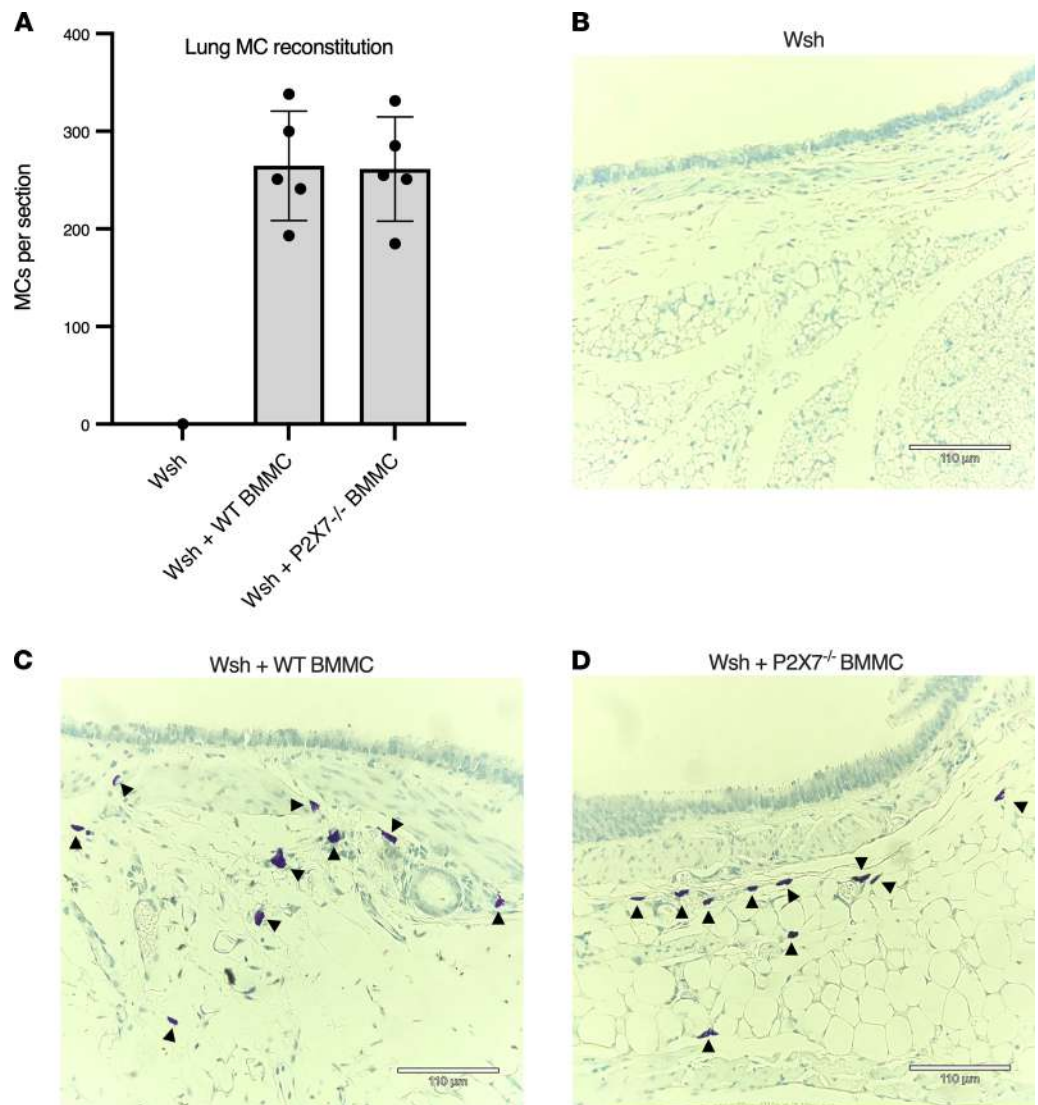 A
Lung MC reconstitution
MCs per section
400
300
200
100
0
Wsh
Wsh + WT BMMC
Wsh + P2X7-/- BMMC
B
Wsh
110 µm
C
Wsh + WT BMMC
110 µm
D
Wsh + P2X7⁻/⁻ BMMC
110 µm